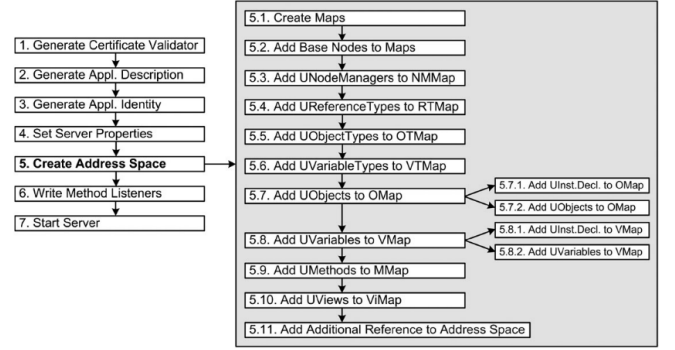 1. Generate Certificate Validator
2. Generate Appl. Description
3. Generate Appl. Identity
4. Set Server Properties
5. Create Address Space
6. Write Method Listeners
7. Start Server
5.1. Create Maps
5.2. Add Base Nodes to Maps
5.3. Add UNodeManagers to NMMap
5.4. Add UReferenceTypes to RTMap
5.5. Add UObjectTypes to OTMap
5.6. Add UVariableTypes to VTMap
5.7. Add UObjects to OMap
5.7.1. Add UInst.Decl. to OMap
5.7.2. Add UObjects to OMap
5.8. Add UVariables to VMap
5.8.1. Add UInst.Decl. to VMap
5.8.2. Add UVariables to VMap
5.9. Add UMethods to MMap
5.10. Add UViews to ViMap
5.11. Add Additional Reference to Address Space